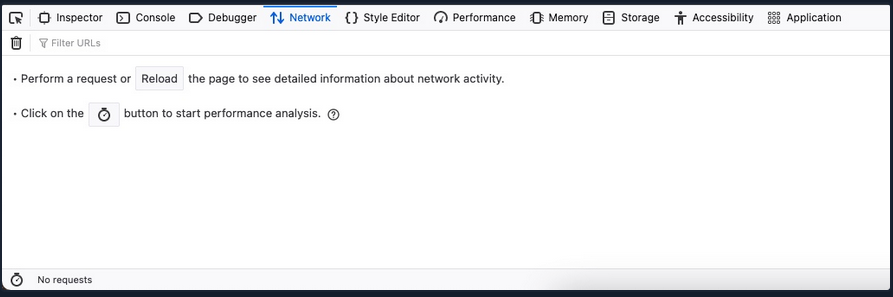 Inspector Console Debugger Network Style Editor Performance Memory Storage Accessibility Application
Filter URLs
• Perform a request or Reload the page to see detailed information about network activity.
• Click on the button to start performance analysis.
No requests